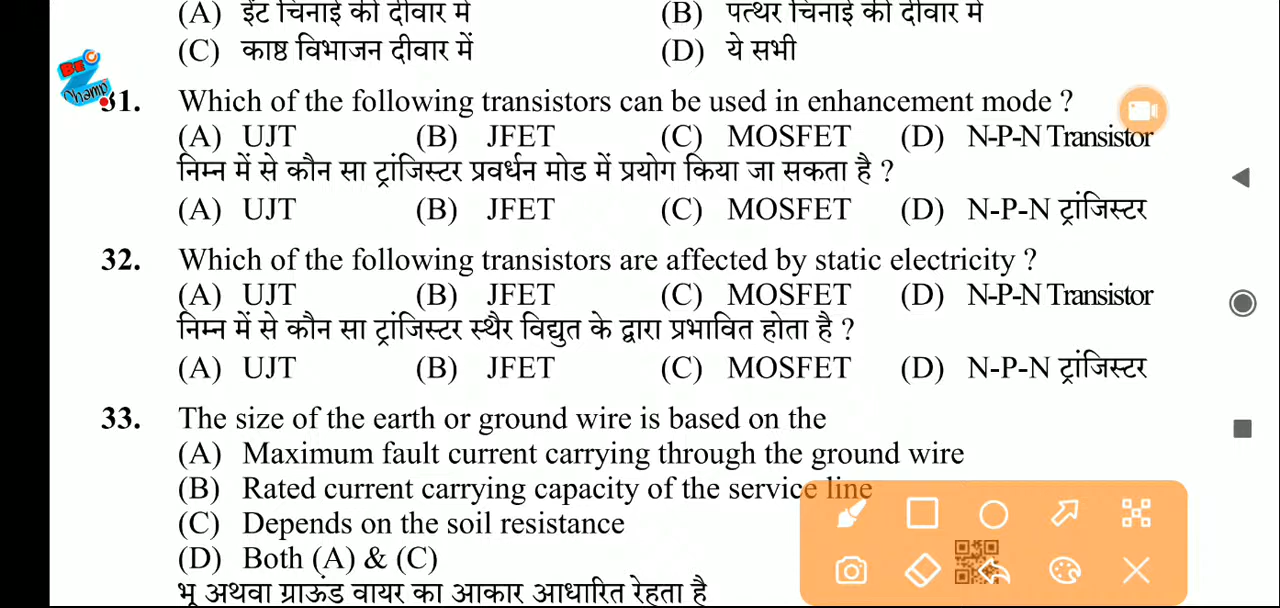 (A) ईंट चिनाई की दीवार में (B) पत्थर चिनाई की दीवार में
(C) काष्ठ विभाजन दीवार में (D) ये सभी
Be
Champ
31. Which of the following transistors can be used in enhancement mode ?
(A) UJT (B) JFET (C) MOSFET (D) N-P-N Transistor
निम्न में से कौन सा ट्रांजिस्टर प्रवर्धन मोड में प्रयोग किया जा सकता है ?
(A) UJT (B) JFET (C) MOSFET (D) N-P-N ट्रांजिस्टर
32. Which of the following transistors are affected by static electricity ?
(A) UJT (B) JFET (C) MOSFET (D) N-P-N Transistor
निम्न में से कौन सा ट्रांजिस्टर स्थैर विद्युत के द्वारा प्रभावित होता है ?
(A) UJT (B) JFET (C) MOSFET (D) N-P-N ट्रांजिस्टर
33. The size of the earth or ground wire is based on the
(A) Maximum fault current carrying through the ground wire
(B) Rated current carrying capacity of the service line
(C) Depends on the soil resistance
(D) Both (A) & (C)
भू अथवा ग्राऊंड वायर का आकार आधारित रेहता है